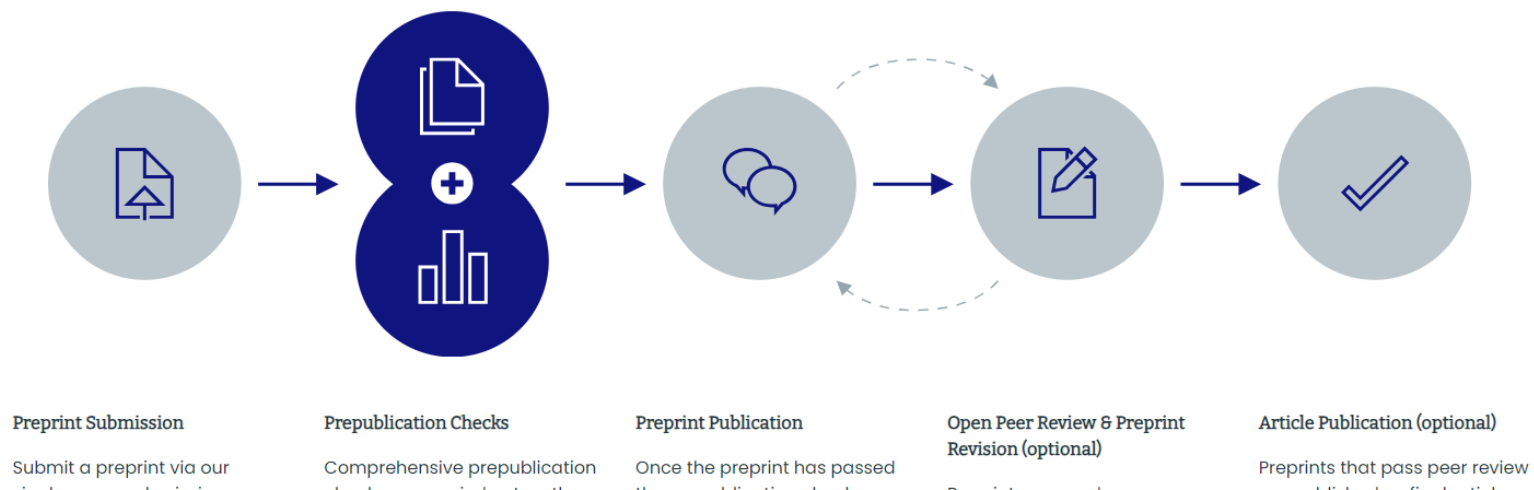 Preprint Submission
Submit a preprint via our
Prepublication Checks
Comprehensive prepublication
Preprint Publication
Once the preprint has passed
Open Peer Review & Preprint
Revision (optional)
Article Publication (optional)
Preprints that pass peer review